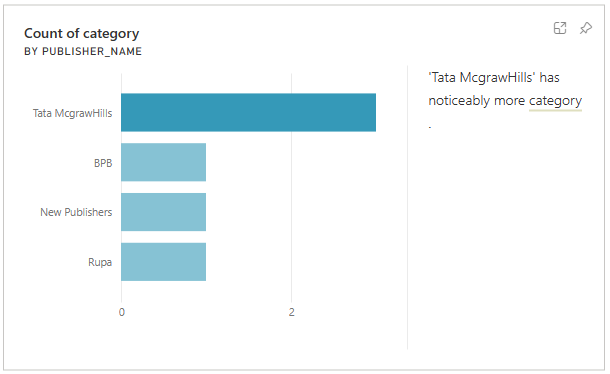 Count of category
BY PUBLISHER_NAME
Tata McgrawHills
BPB
New Publishers
Rupa
0
2
'Tata McgrawHills' has
noticeably more category
.